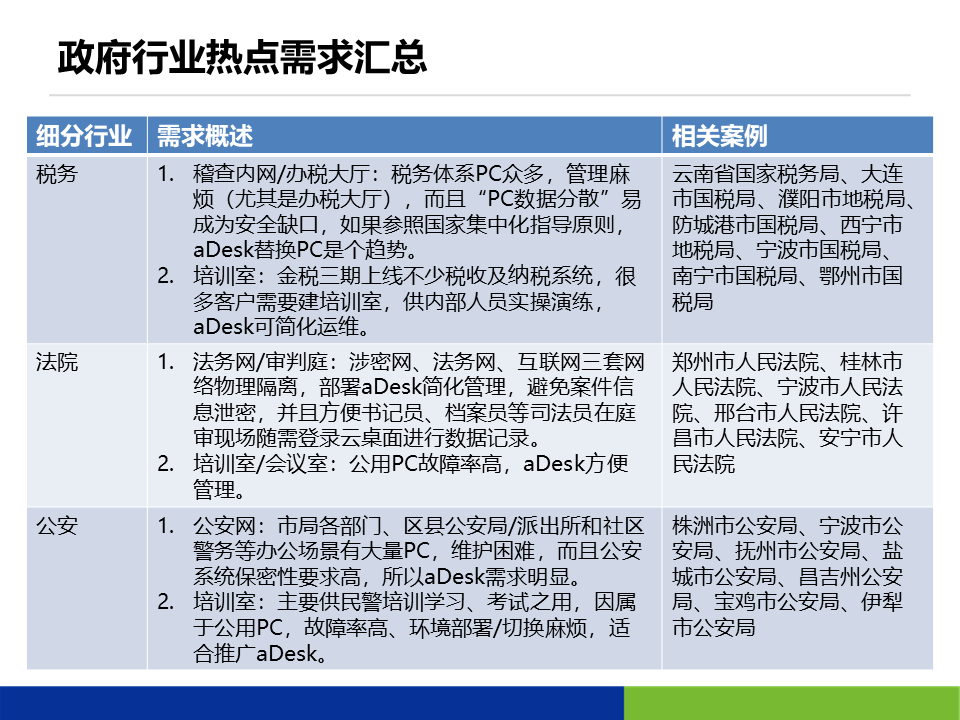 政府行业热点需求汇总
细分行业 需求概述 相关案例
税务
1. 稽查内网/办税大厅：税务体系PC众多，管理麻
烦（尤其是办税大厅），而且“PC数据分散”易
成为安全缺口，如果参照国家集中化指导原则，
aDesk替换PC是个趋势。
2. 培训室：金税三期上线不少税收及纳税系统，很
多客户需要建培训室，供内部人员实操演练，
aDesk可简化运维。
云南省国家税务局、大连
市国税局、濮阳市地税局、
防城港市国税局、西宁市
地税局、宁波市国税局、
南宁市国税局、鄂州市国
税局
法院
1. 法务网/审判庭：涉密网、法务网、互联网三套网
络物理隔离，部署aDesk简化管理，避免案件信
息泄密，并且方便书记员、档案员等司法员在庭
审现场随需登录云桌面进行数据记录。
2. 培训室/会议室：公用PC故障率高，aDesk方便
管理。
郑州市人民法院、桂林市
人民法院、宁波市人民法
院、邢台市人民法院、许
昌市人民法院、安宁市人
民法院
公安
1. 公安网：市局各部门、区县公安局/派出所和社区
警务等办公场景有大量PC，维护困难，而且公安
系统保密性要求高，所以aDesk需求明显。
2. 培训室：主要供民警培训学习、考试之用，因属
于公用PC，故障率高、环境部署/切换麻烦，适
合推广aDesk。
株洲市公安局、宁波市公
安局、抚州市公安局、盐
城市公安局、昌吉州公安
局、宝鸡市公安局、伊犁
市公安局